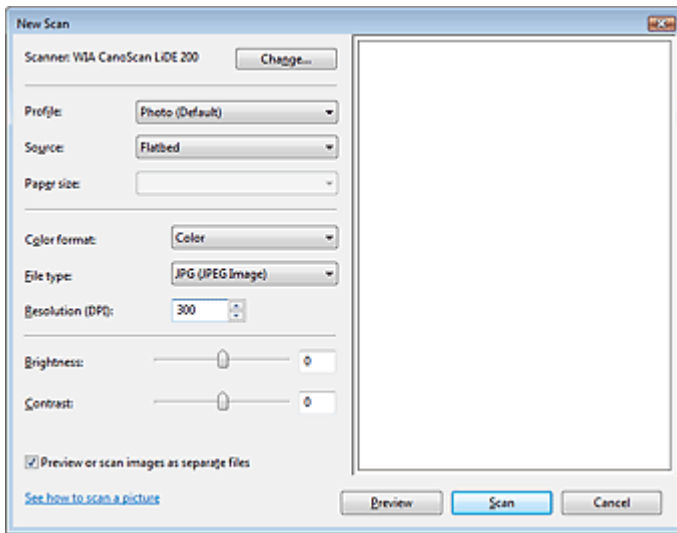 New Scan
Scanner: WIA CanoScan LiDE 200
Change...
Profile: Photo (Default)
Source: Flatbed
Paper size:
Color format: Color
File type: JPG (JPEG Image)
Resolution (DPI): 300
Brightness: 0
Contrast: 0
Preview or scan images as separate files
See how to scan a picture
Preview Scan Cancel